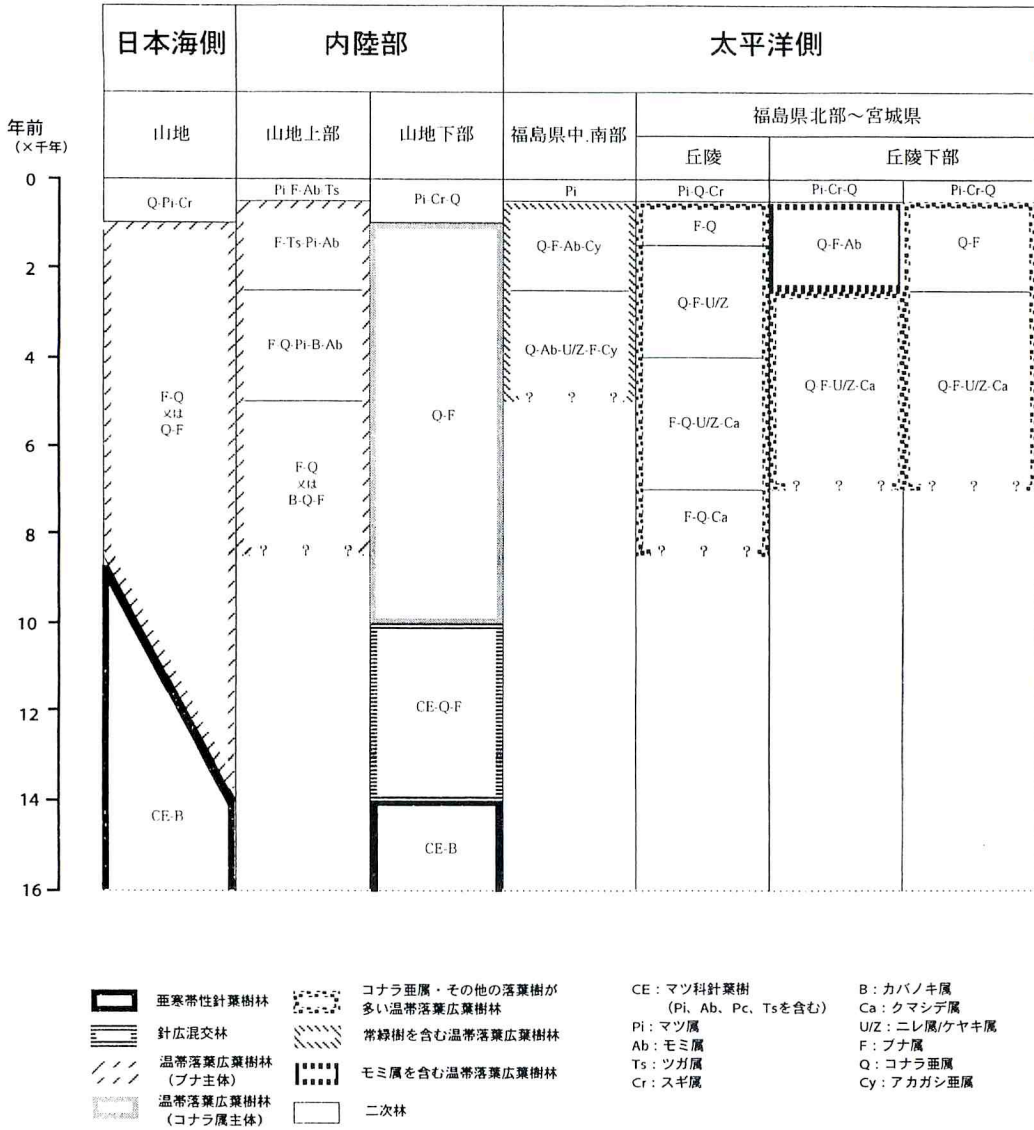 日本海側
内陸部
太平洋側
年前
(×千年)
山地
山地上部
山地下部
福島県中.南部
福島県北部～宮城県
丘陵
丘陵下部
0
2
4
6
8
10
12
14
16
Q-Pi-Cr
F-Q
又は
Q-F
CE-B
Pi-F-Ab-Ts
F-Ts-Pi-Ab
F-Q-Pi-B-Ab
F-Q
又は
B-Q-F
? ? ?
Pi-Cr-Q
Q-F
CE-Q-F
CE-B
Pi
Q-F-Ab-Cy
Q-Ab-U/Z-F-Cy
? ? ?
Pi-Q-Cr
F-Q
Q-F-U/Z
F-Q-U/Z-Ca
F-Q-Ca
? ? ?
Pi-Cr-Q
Q-F-Ab
Q-F-U/Z-Ca
? ? ?
Pi-Cr-Q
Q-F
Q-F-U/Z-Ca
? ? ?
亜寒帯性針葉樹林
針広混交林
温帯落葉広葉樹林
(ブナ主体)
温帯落葉広葉樹林
(コナラ属主体)
コナラ亜属・その他の落葉樹が
多い温帯落葉広葉樹林
常緑樹を含む温帯落葉広葉樹林
モミ属を含む温帯落葉広葉樹林
二次林
CE：マツ科針葉樹
(Pi、Ab、Pc、Tsを含む)
Pi：マツ属
Ab：モミ属
Ts：ツガ属
Cr：スギ属
B：カバノキ属
Ca：クマシデ属
U/Z：ニレ属/ケヤキ属
F：ブナ属
Q：コナラ亜属
Cy：アカガシ亜属